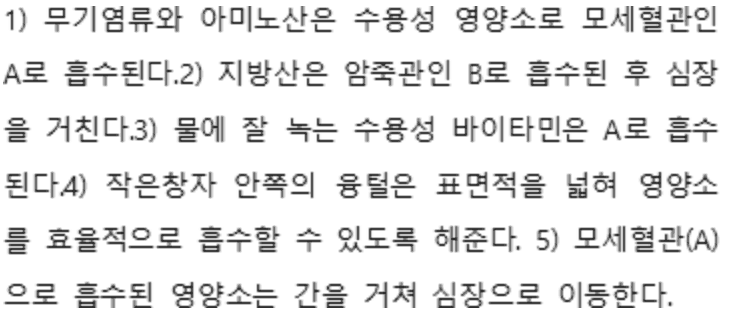 1) 무기염류와 아미노산은 수용성 영양소로 모세혈관인
A로 흡수된다.2) 지방산은 암죽관인 B로 흡수된 후 심장
을 거친다.3) 물에 잘 녹는 수용성 바이타민은 A로 흡수
된다.4) 작은창자 안쪽의 융털은 표면적을 넓혀 영양소
를 효율적으로 흡수할 수 있도록 해준다. 5) 모세혈관(A)
으로 흡수된 영양소는 간을 거쳐 심장으로 이동한다.